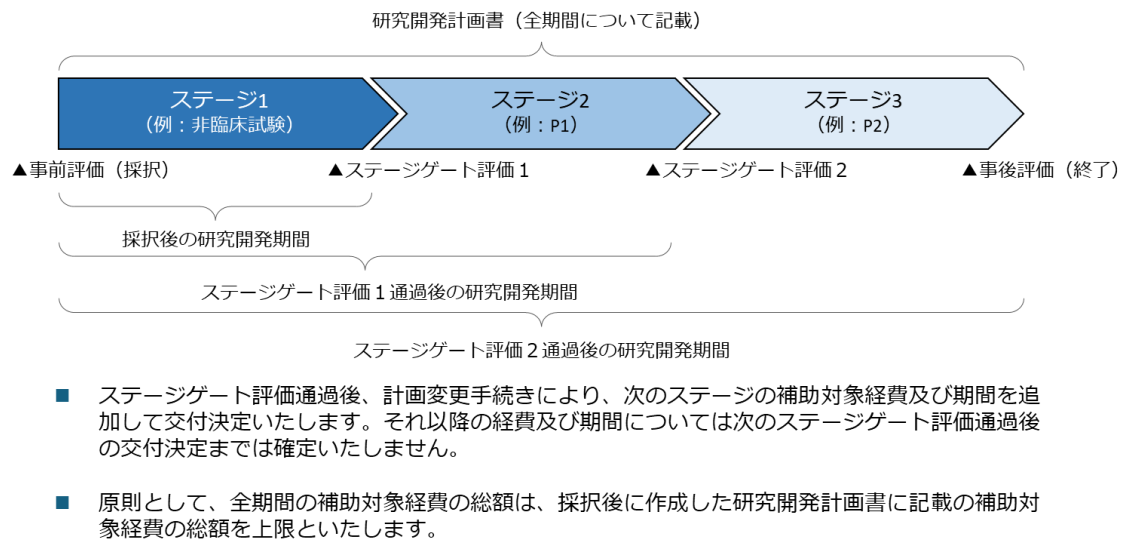 研究開発計画書（全期間について記載）
ステージ1
（例：非臨床試験）
ステージ2
（例：P1）
ステージ3
（例：P2）
▲事前評価（採択）
▲ステージゲート評価１
▲ステージゲート評価２
▲事後評価（終了）
採択後の研究開発期間
ステージゲート評価１通過後の研究開発期間
ステージゲート評価２通過後の研究開発期間
■ ステージゲート評価通過後、計画変更手続きにより、次のステージの補助対象経費及び期間を追
加して交付決定いたします。それ以降の経費及び期間については次のステージゲート評価通過後
の交付決定までは確定いたしません。
■ 原則として、全期間の補助対象経費の総額は、採択後に作成した研究開発計画書に記載の補助対
象経費の総額を上限といたします。